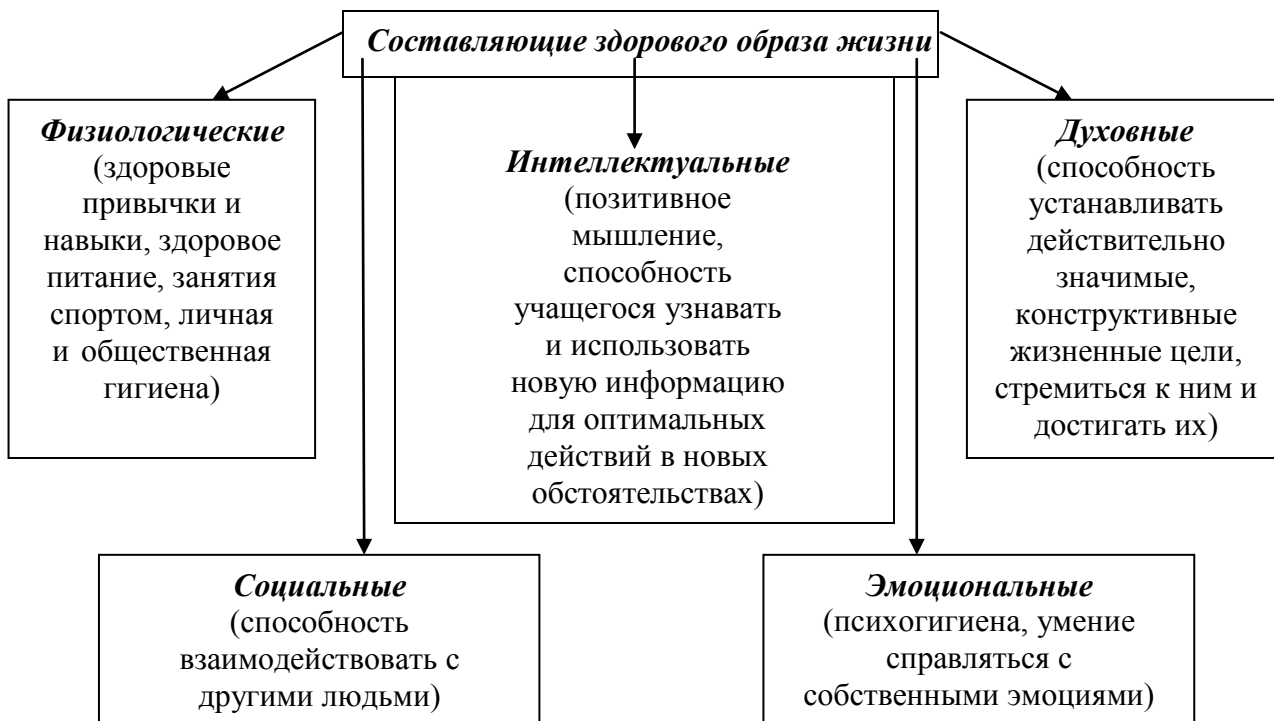 Составляющие здорового образа жизни
Физиологические
(здоровые
привычки и
навыки, здоровое
питание, занятия
спортом, личная
и общественная
гигиена)
Интеллектуальные
(позитивное
мышление,
способность
учащегося узнавать
и использовать
новую информацию
для оптимальных
действий в новых
обстоятельствах)
Духовные
(способность
устанавливать
действительно
значимые,
конструктивные
жизненные цели,
стремиться к ним и
достигать их)
Социальные
(способность
взаимодействовать с
другими людьми)
Эмоциональные
(психогигиена, умение
справляться с
собственными эмоциями)